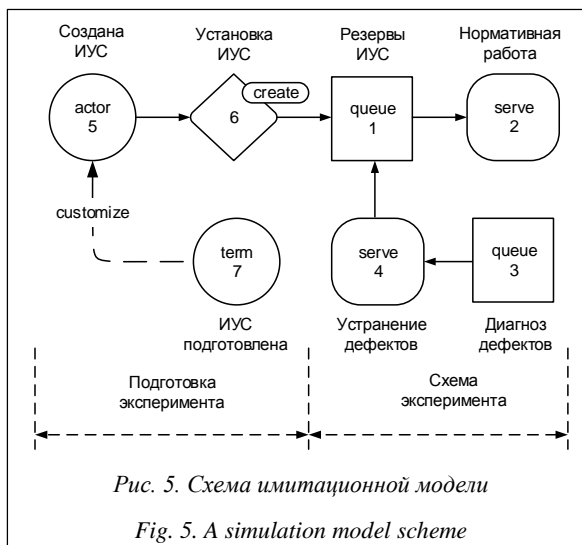 Создана
ИУС
Установка
ИУС
Резервы
ИУС
Нормативная
работа
actor
5
6
create
queue
1
serve
2
customize
term
7
serve
4
queue
3
ИУС
подготовлена
Устранение
дефектов
Диагноз
дефектов
Подготовка
эксперимента
Схема
эксперимента
Рис. 5. Схема имитационной модели
Fig. 5. A simulation model scheme